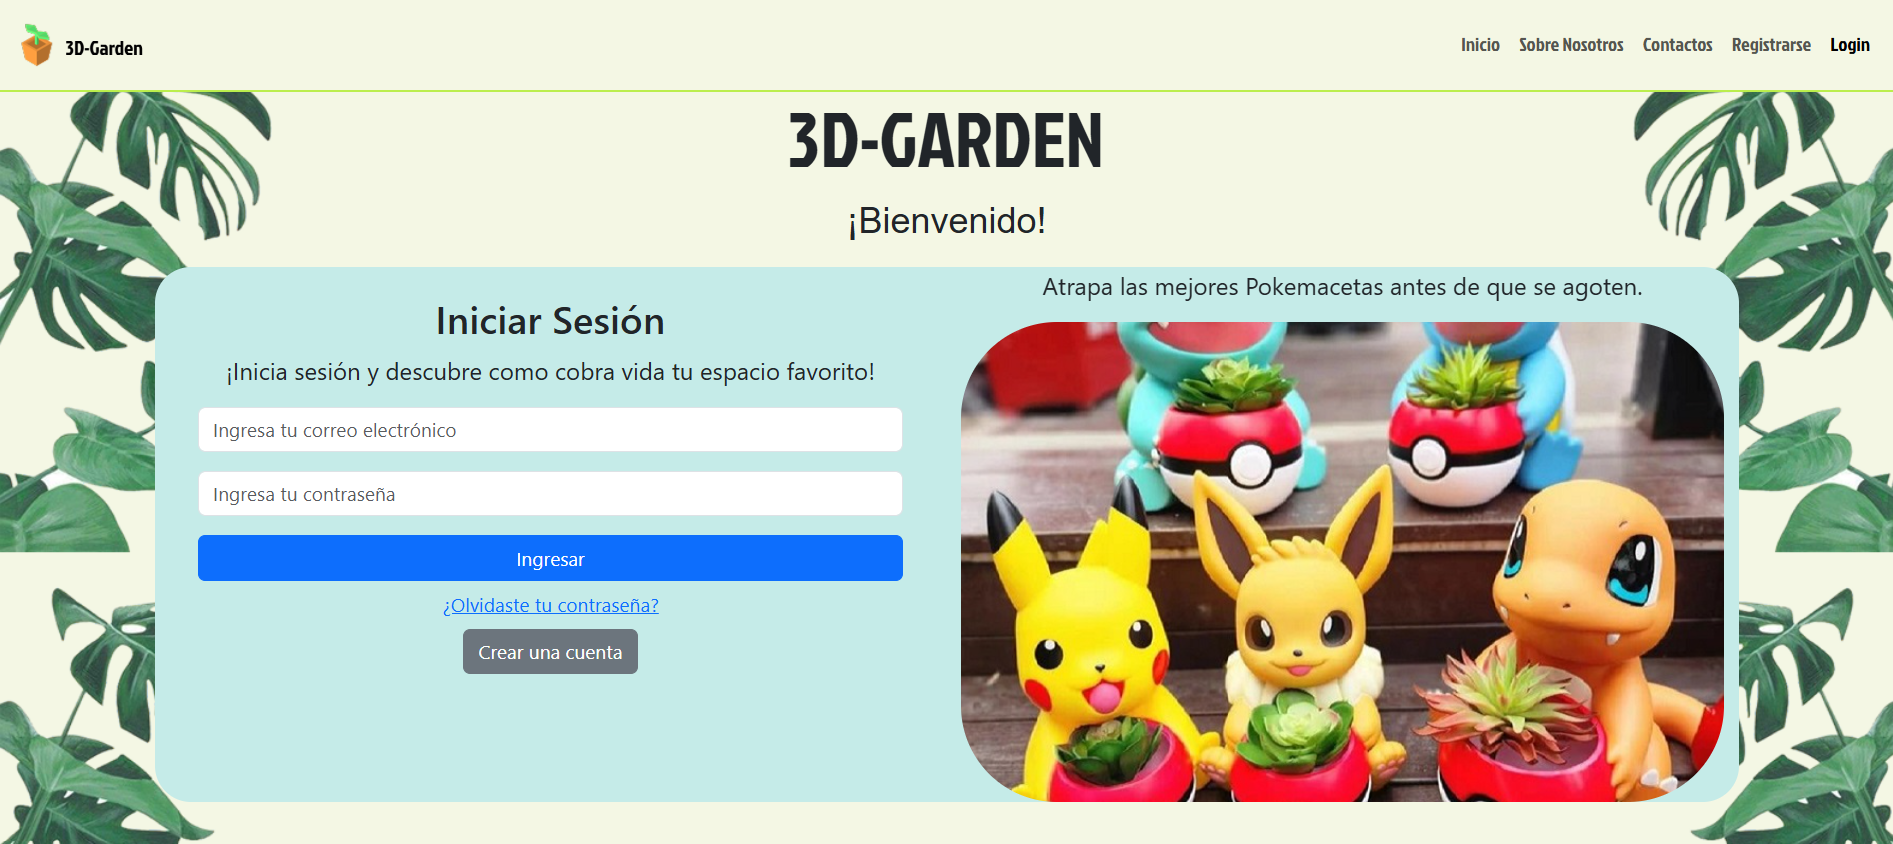 3D-Garden
Inicio Sobre Nosotros Contactos Registrarse Login
3D-GARDEN
¡Bienvenido!
Iniciar Sesión
¡Inicia sesión y descubre como cobra vida tu espacio favorito!
Ingresa tu correo electrónico
Ingresa tu contraseña
Ingresar
¿Olvidaste tu contraseña?
Crear una cuenta
Atrapa las mejores Pokemacetas antes de que se agoten.